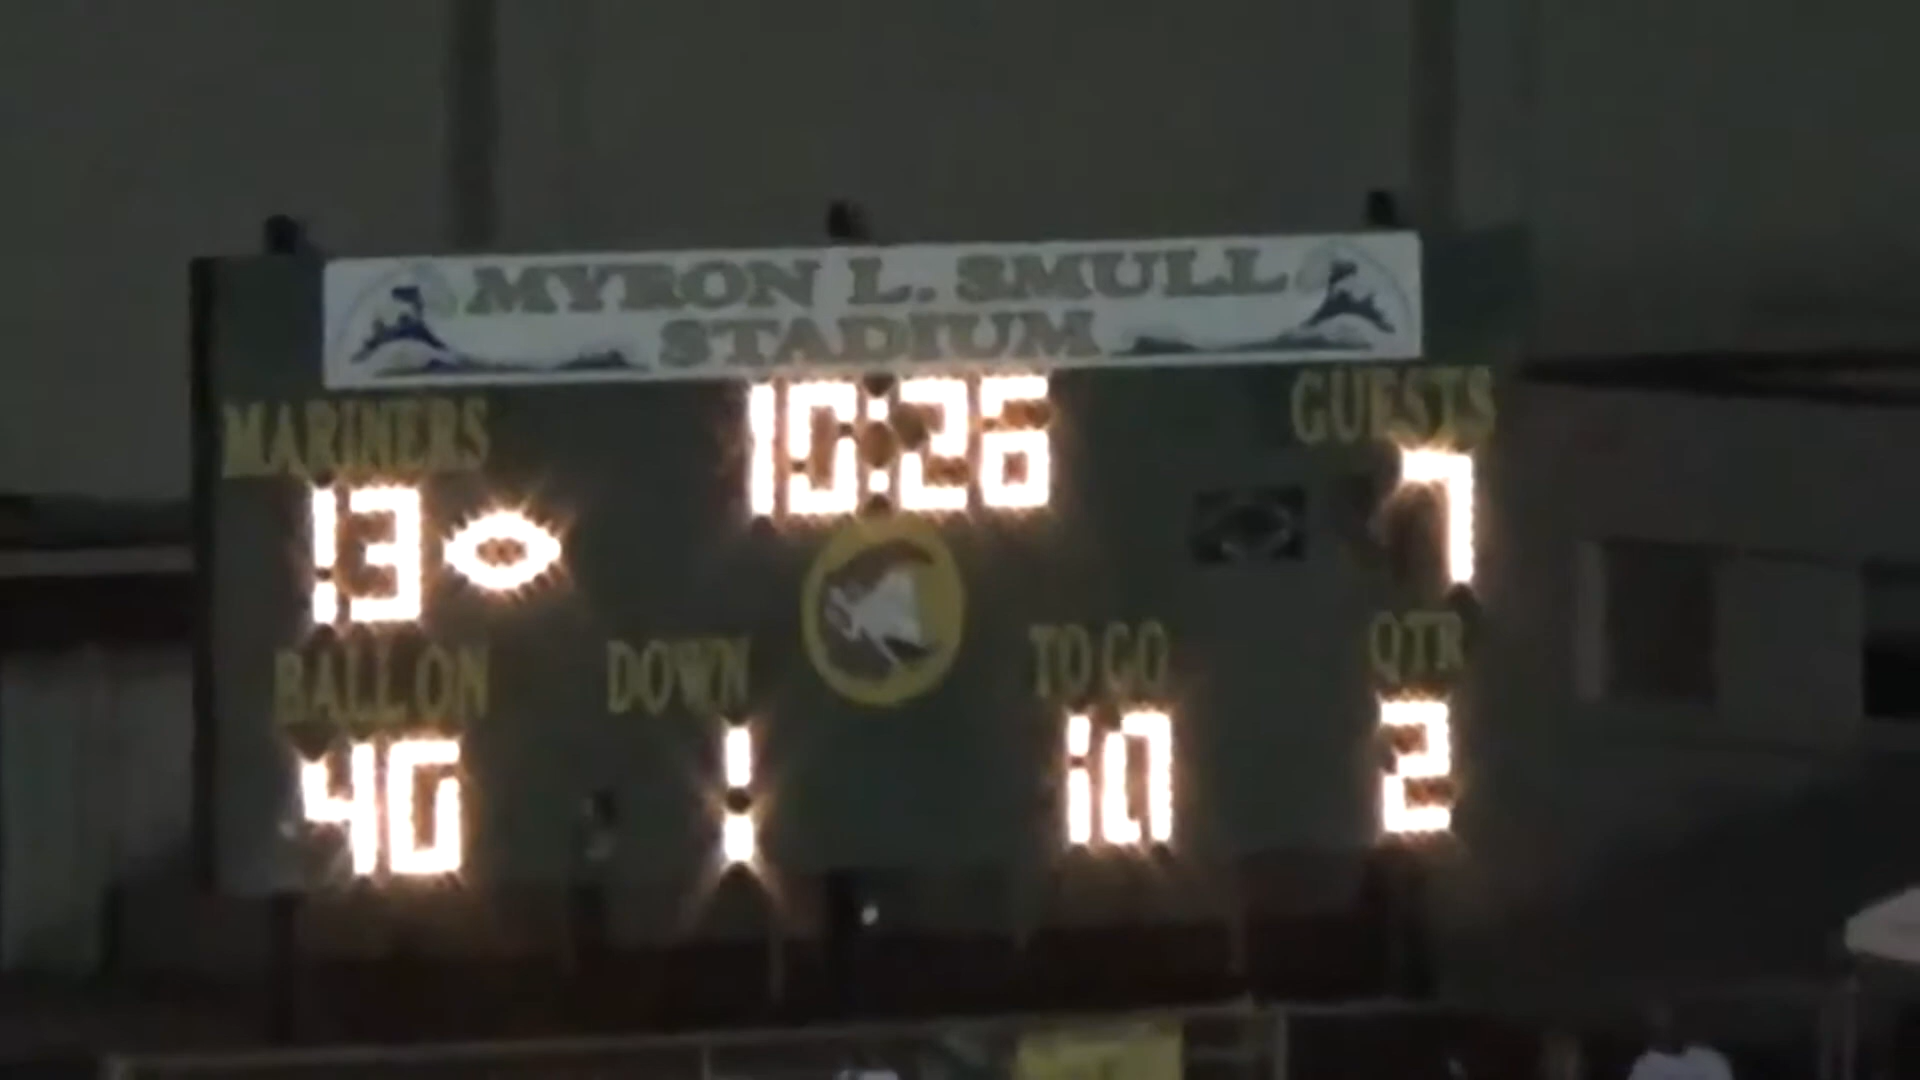 MYRON L. SMULL
STADIUM
MARINERS 10:26 GUESTS
13 7
BALL ON DOWN TO GO QTR
40 1 10 2